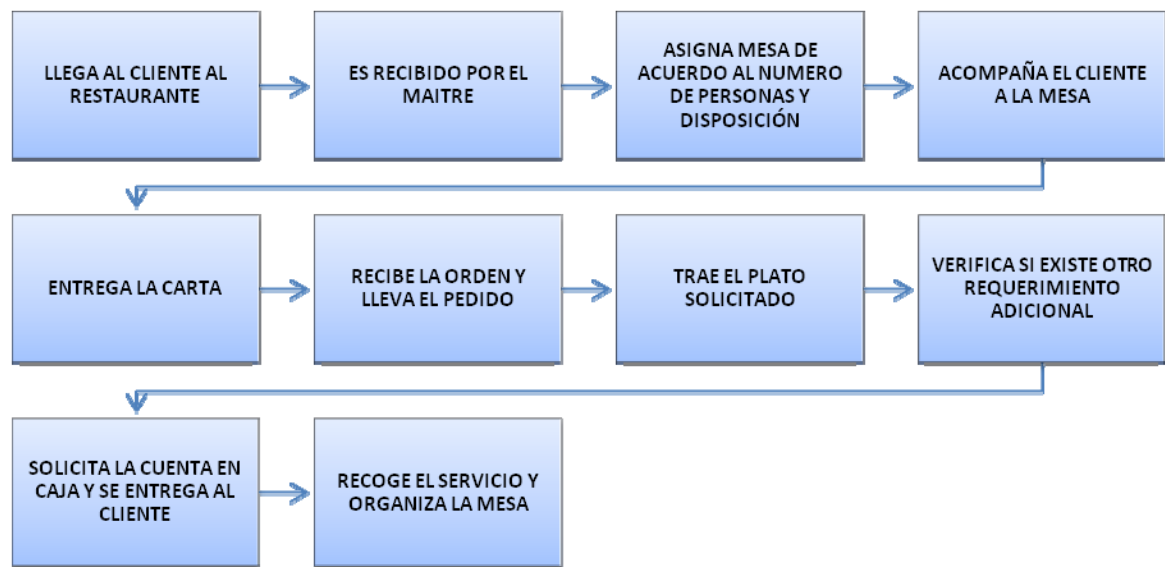 LLEGA AL CLIENTE AL
RESTAURANTE
ES RECIBIDO POR EL
MAITRE
ASIGNA MESA DE
ACUERDO AL NUMERO
DE PERSONAS Y
DISPOSICIÓN
ACOMPAÑA EL CLIENTE
A LA MESA
ENTREGA LA CARTA
RECIBE LA ORDEN Y
LLEVA EL PEDIDO
TRAE EL PLATO
SOLICITADO
VERIFICA SI EXISTE OTRO
REQUERIMIENTO
ADICIONAL
SOLICITA LA CUENTA EN
CAJA Y SE ENTREGA AL
CLIENTE
RECOGE EL SERVICIO Y
ORGANIZA LA MESA